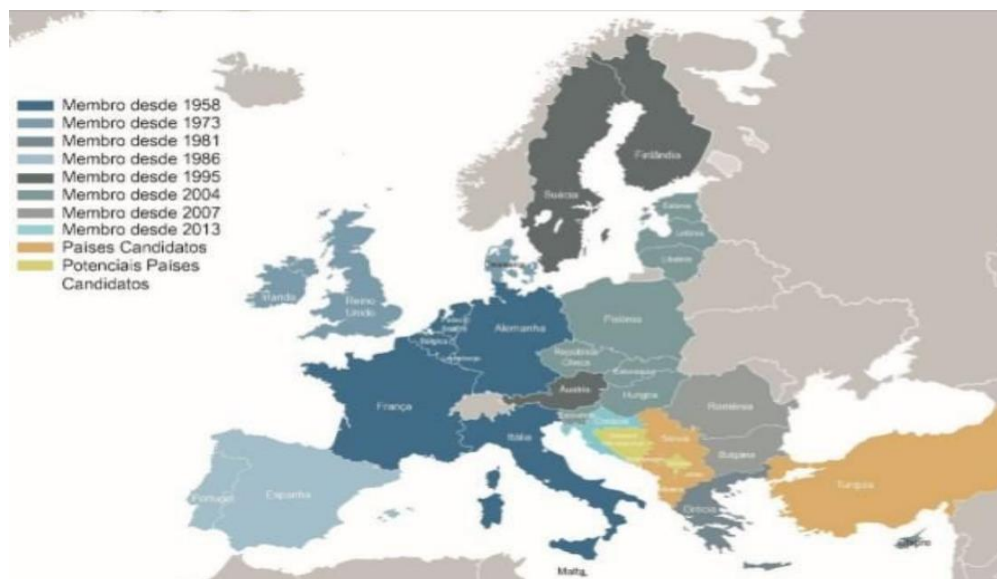 Membro desde 1958
Membro desde 1973
Membro desde 1981
Membro desde 1986
Membro desde 1995
Membro desde 2004
Membro desde 2007
Membro desde 2013
Países Candidatos
Potenciais Países
Candidatos
Finlândia
Suécia
Estónia
Letónia
Lituânia
Irlanda
Reino
Unido
Alemanha
Polónia
Bélgica
República
Checa
Áustria
Hungria
França
Roménia
Itália
Sérvia
Bulgária
Portugal
Espanha
Turquia
Grécia
Chipre
Malta